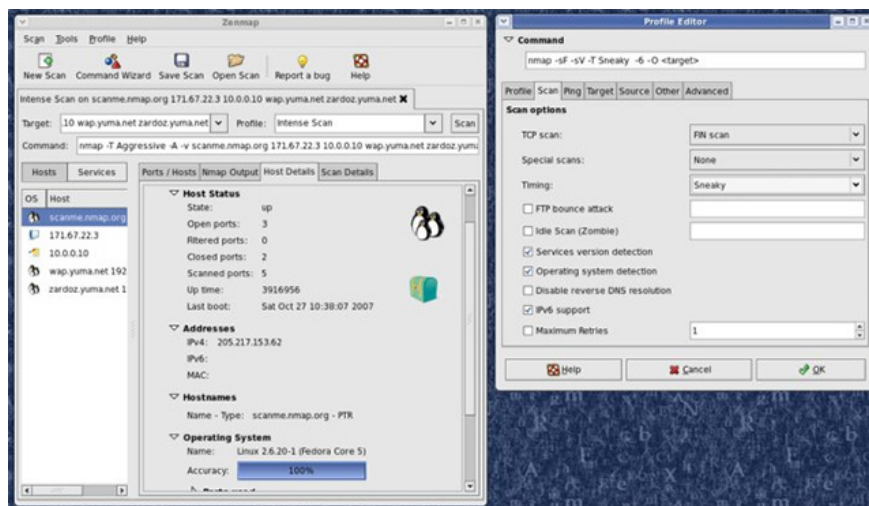 Zenmap
Scan Tools Profile Help
New Scan Command Wizard Save Scan Open Scan Report a bug Help
Intense Scan on scanme.nmap.org 171.67.22.3 10.0.0.10 wap.yuma.net zardoz.yuma.net
Target: .10 wap.yuma.net zardoz.yuma.net Profile: Intense Scan Scan
Command: nmap -T Aggressive -A -v scanme.nmap.org 171.67.22.3 10.0.0.10 wap.yuma.net zardoz.yuma
Hosts Services
OS Host
scanme.nmap.org
171.67.22.3
10.0.0.10
wap.yuma.net 192
zardoz.yuma.net 1
Ports / Hosts Nmap Output Host Details Scan Details
Host Status
State: up
Open ports: 3
Filtered ports: 0
Closed ports: 2
Scanned ports: 5
Up time: 3916956
Last boot: Sat Oct 27 10:38:07 2007
Addresses
IPv4: 205.217.153.62
IPv6:
MAC:
Hostnames
Name - Type: scanme.nmap.org - PTR
Operating System
Name: Linux 2.6.20-1 (Fedora Core 5)
Accuracy: 100%
Profile Editor
Command
nmap -sF -sV -T Sneaky -6 -O <target>
Profile Scan Ping Target Source Other Advanced
Scan options
TCP scan: FIN scan
Special scans: None
Timing: Sneaky
FTP bounce attack
Idle Scan (Zombie)
Services version detection
Operating system detection
Disable reverse DNS resolution
IPv6 support
Maximum Retries 1
Help Cancel OK